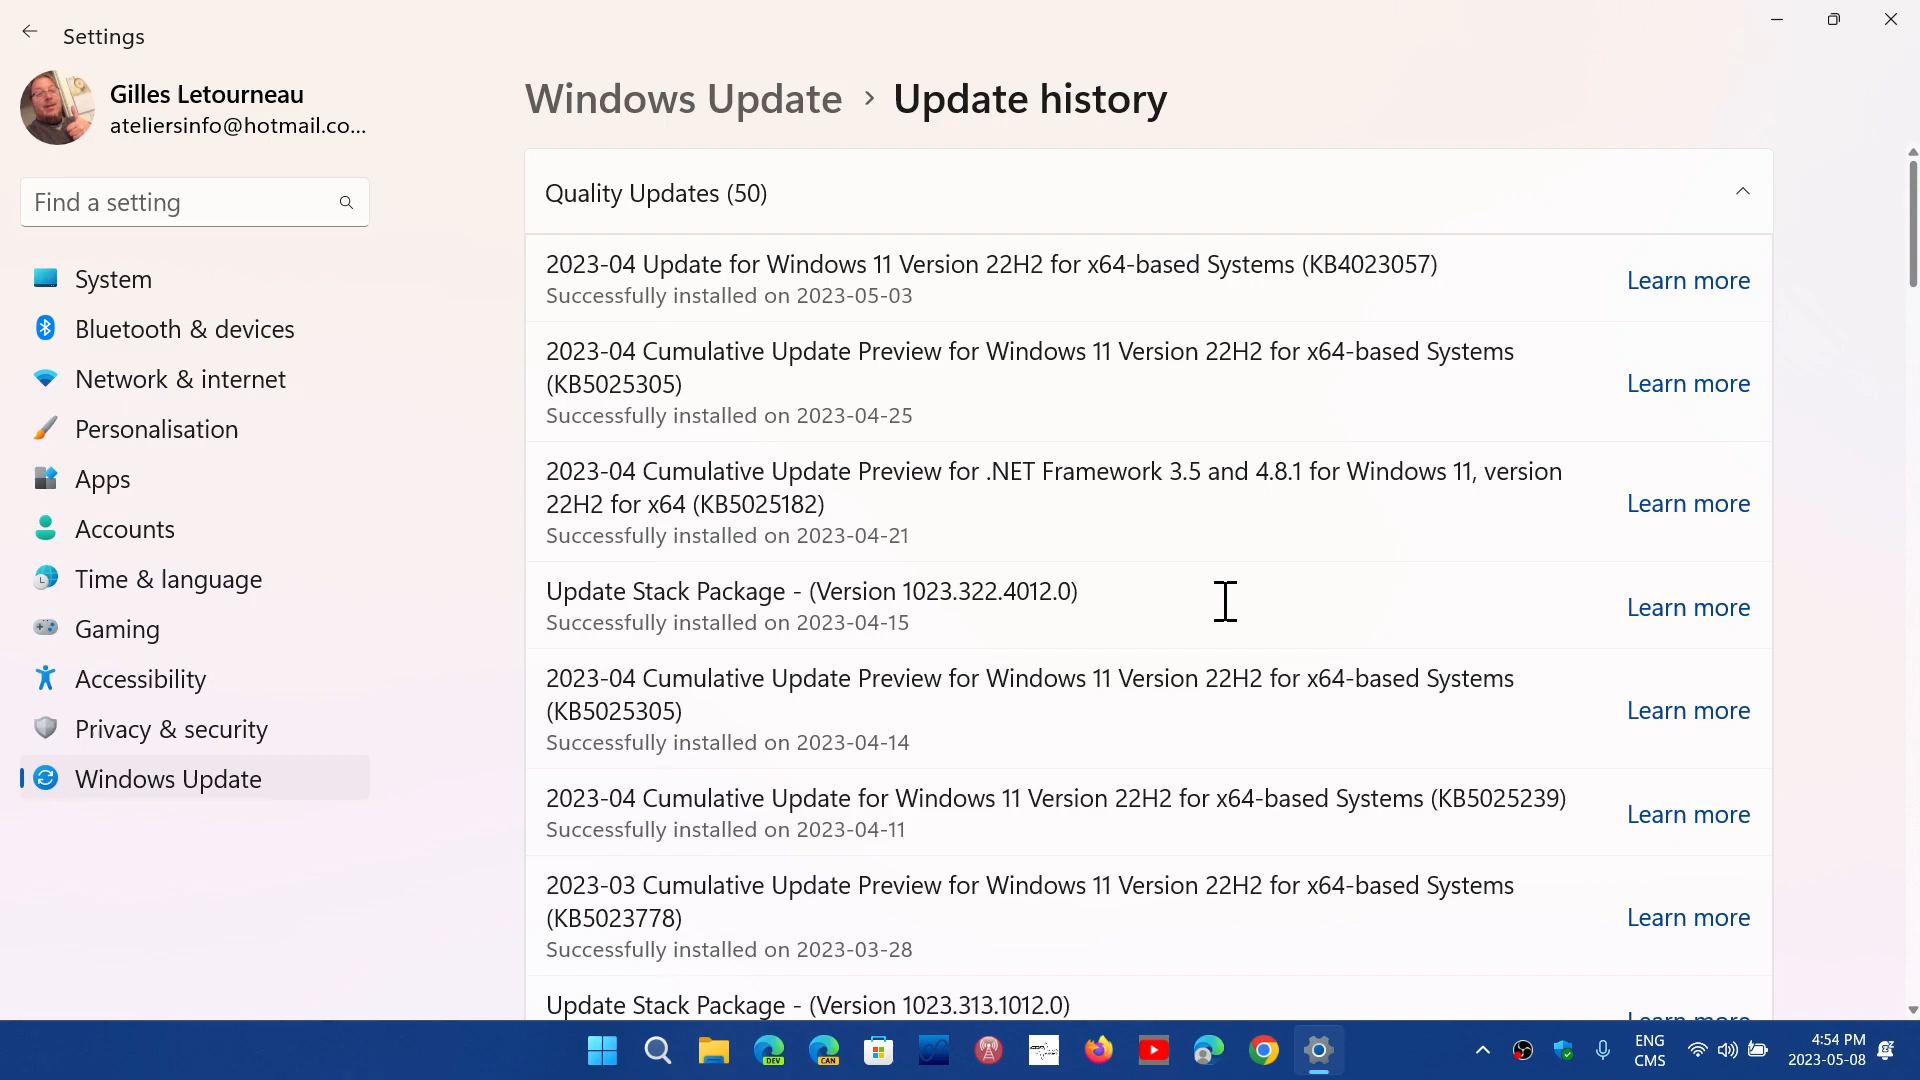 Settings
Gilles Letourneau
ateliersinfo@hotmail.co...
Find a setting
System
Bluetooth & devices
Network & internet
Personalisation
Apps
Accounts
Time & language
Gaming
Accessibility
Privacy & security
Windows Update
Windows Update > Update history
Quality Updates (50)
2023-04 Update for Windows 11 Version 22H2 for x64-based Systems (KB4023057)
Successfully installed on 2023-05-03
Learn more
2023-04 Cumulative Update Preview for Windows 11 Version 22H2 for x64-based Systems
(KB5025305)
Successfully installed on 2023-04-25
Learn more
2023-04 Cumulative Update Preview for .NET Framework 3.5 and 4.8.1 for Windows 11, version
22H2 for x64 (KB5025182)
Successfully installed on 2023-04-21
Learn more
Update Stack Package - (Version 1023.322.4012.0)
Successfully installed on 2023-04-15
Learn more
2023-04 Cumulative Update Preview for Windows 11 Version 22H2 for x64-based Systems
(KB5025305)
Successfully installed on 2023-04-14
Learn more
2023-04 Cumulative Update for Windows 11 Version 22H2 for x64-based Systems (KB5025239)
Successfully installed on 2023-04-11
Learn more
2023-03 Cumulative Update Preview for Windows 11 Version 22H2 for x64-based Systems
(KB5023778)
Successfully installed on 2023-03-28
Learn more
Update Stack Package - (Version 1023.313.1012.0)
Learn more
DEV
CAN
ENG
CMS
4:54 PM
2023-05-08